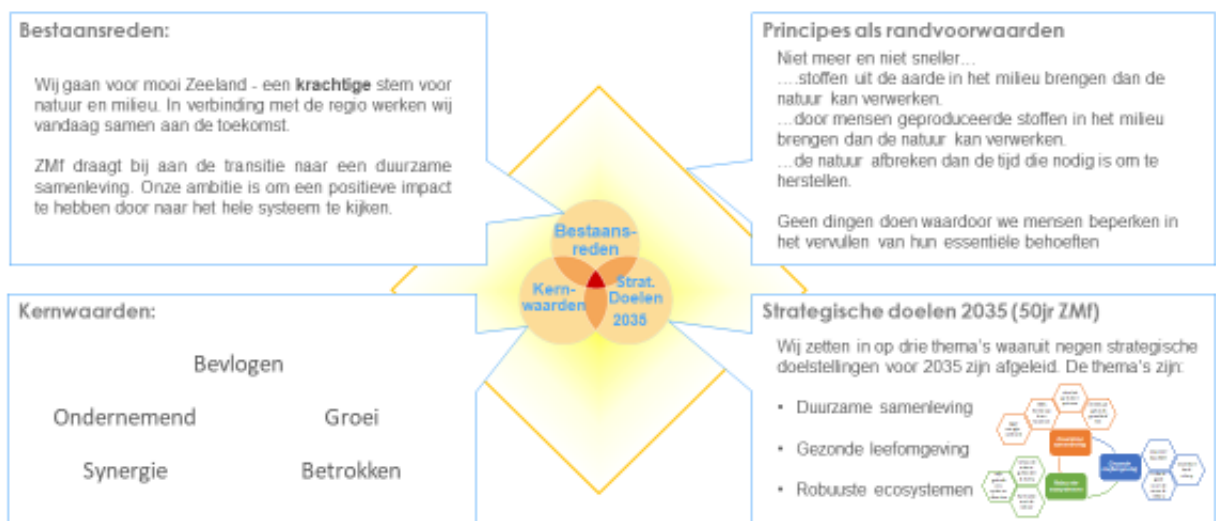 Bestaansreden:
Wij gaan voor mooi Zeeland - een krachtige stem voor
natuur en milieu. In verbinding met de regio werken wij
vandaag samen aan de toekomst.
ZMf draagt bij aan de transitie naar een duurzame
samenleving. Onze ambitie is om een positieve impact
te hebben door naar het hele systeem te kijken.
Principes als randvoorwaarden
Niet meer en niet sneller...
....stoffen uit de aarde in het milieu brengen dan de
natuur kan verwerken.
...door mensen geproduceerde stoffen in het milieu
brengen dan de natuur kan verwerken.
...de natuur afbreken dan de tijd die nodig is om te
herstellen.
Geen dingen doen waardoor we mensen beperken in
het vervullen van hun essentiële behoeften
Bestaans-
reden
Kern-
waarden
Strat.
Doelen
2035
Kernwaarden:
Bevlogen
Ondernemend Groei
Synergie Betrokken
Strategische doelen 2035 (50jr ZMf)
Wij zetten in op drie thema's waaruit negen strategische
doelstellingen voor 2035 zijn afgeleid. De thema's zijn:
• Duurzame samenleving
• Gezonde leefomgeving
• Robuuste ecosystemen